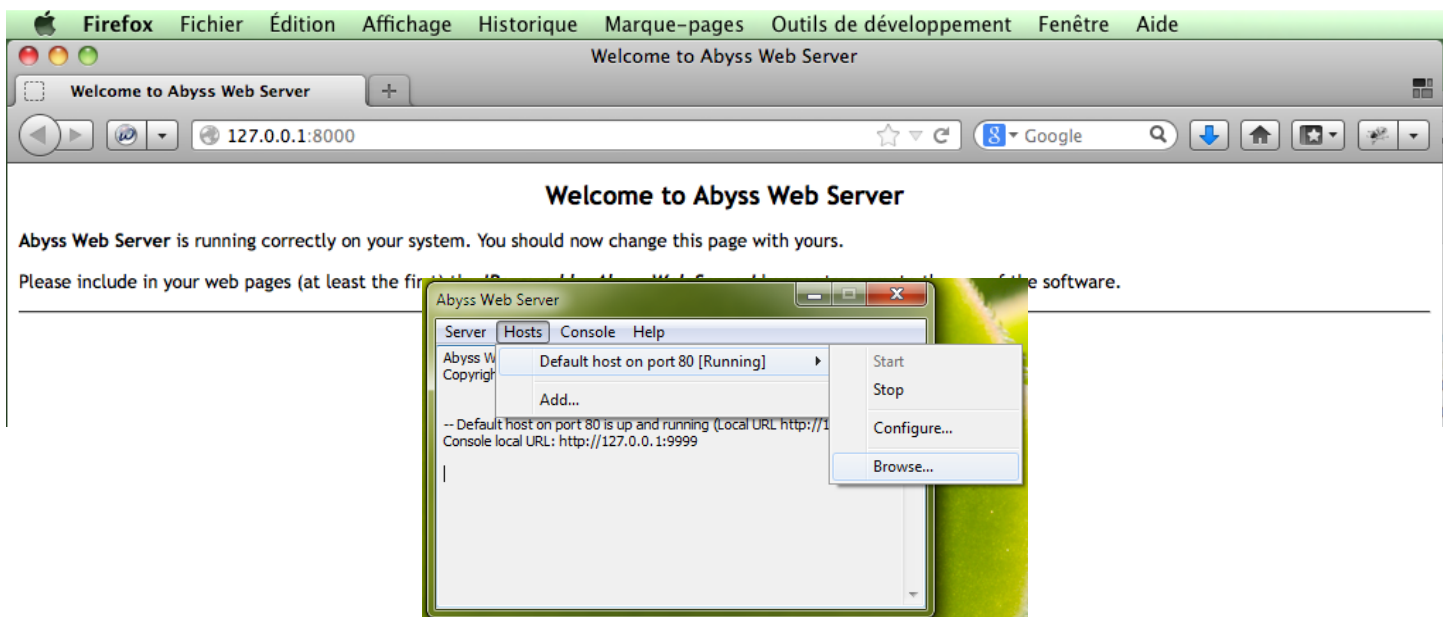 Firefox Fichier Édition Affichage Historique Marque-pages Outils de développement Fenêtre Aide
Welcome to Abyss Web Server
Welcome to Abyss Web Server
127.0.0.1:8000 Google
Welcome to Abyss Web Server
Abyss Web Server is running correctly on your system. You should now change this page with yours.
Please include in your web pages (at least the software.
Abyss Web Server
Server Hosts Console Help
Abyss
Default host on port 80 [Running]
Start
Stop
Add...
-- Default host on port 80 is up and running (Local URL http://1
Configure...
Console local URL: http://127.0.0.1:9999
Browse...